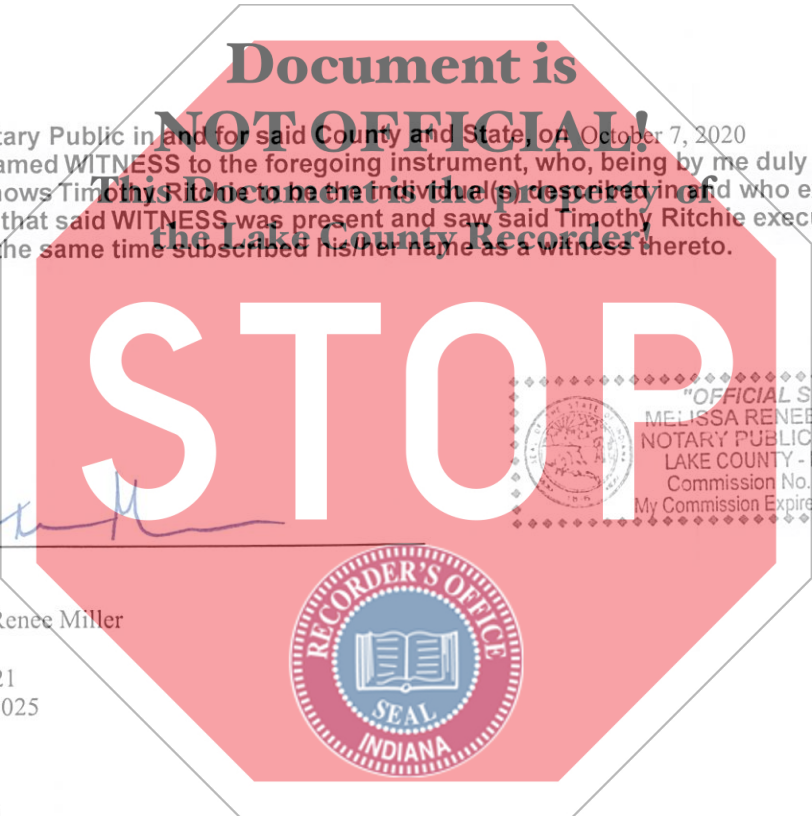 Document is
NOT OFFICIAL!
This Document is the property of
the Lake County Recorder!
tary Public in and for said County and State, on October 7, 2020
amed WITNESS to the foregoing instrument, who, being by me duly
nows Timothy Ritchie to be the individual(s) described in and who e
that said WITNESS was present and saw said Timothy Ritchie exec
the same time subscribed his/her name as a witness thereto.
STOP
"OFFICIAL S
MELISSA RENEE
NOTARY PUBLIC
LAKE COUNTY -
Commission No.
My Commission Expire
Renee Miller
21
025
RECORDER'S OFFICE
SEAL
INDIANA